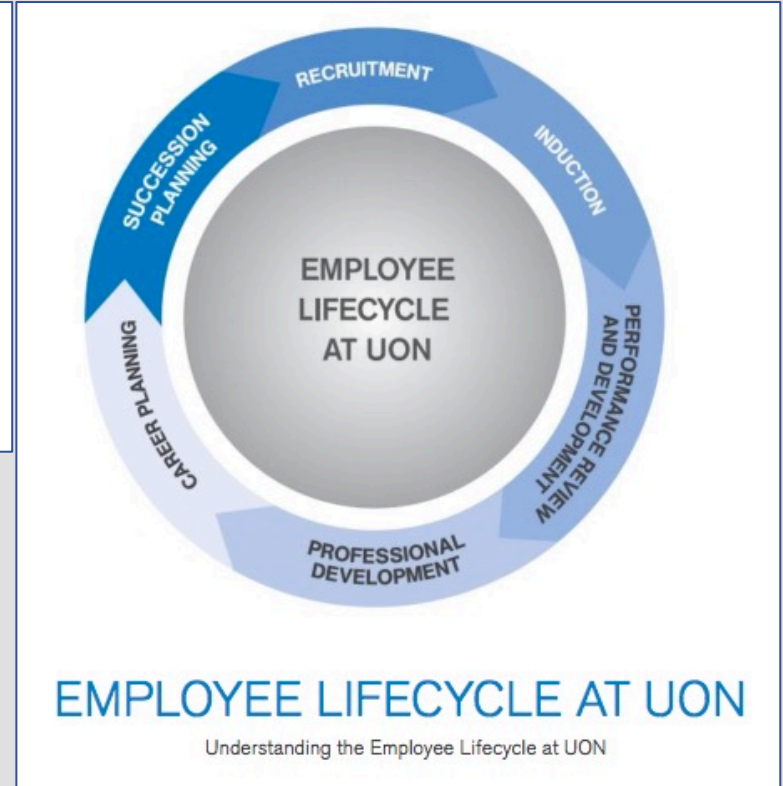 RECRUITMENT
INDUCTION
PERFORMANCE REVIEW
AND DEVELOPMENT
PROFESSIONAL
DEVELOPMENT
CAREER PLANNING
SUCCESSION
PLANNING
EMPLOYEE
LIFECYCLE
AT UON
EMPLOYEE LIFECYCLE AT UON
Understanding the Employee Lifecycle at UON